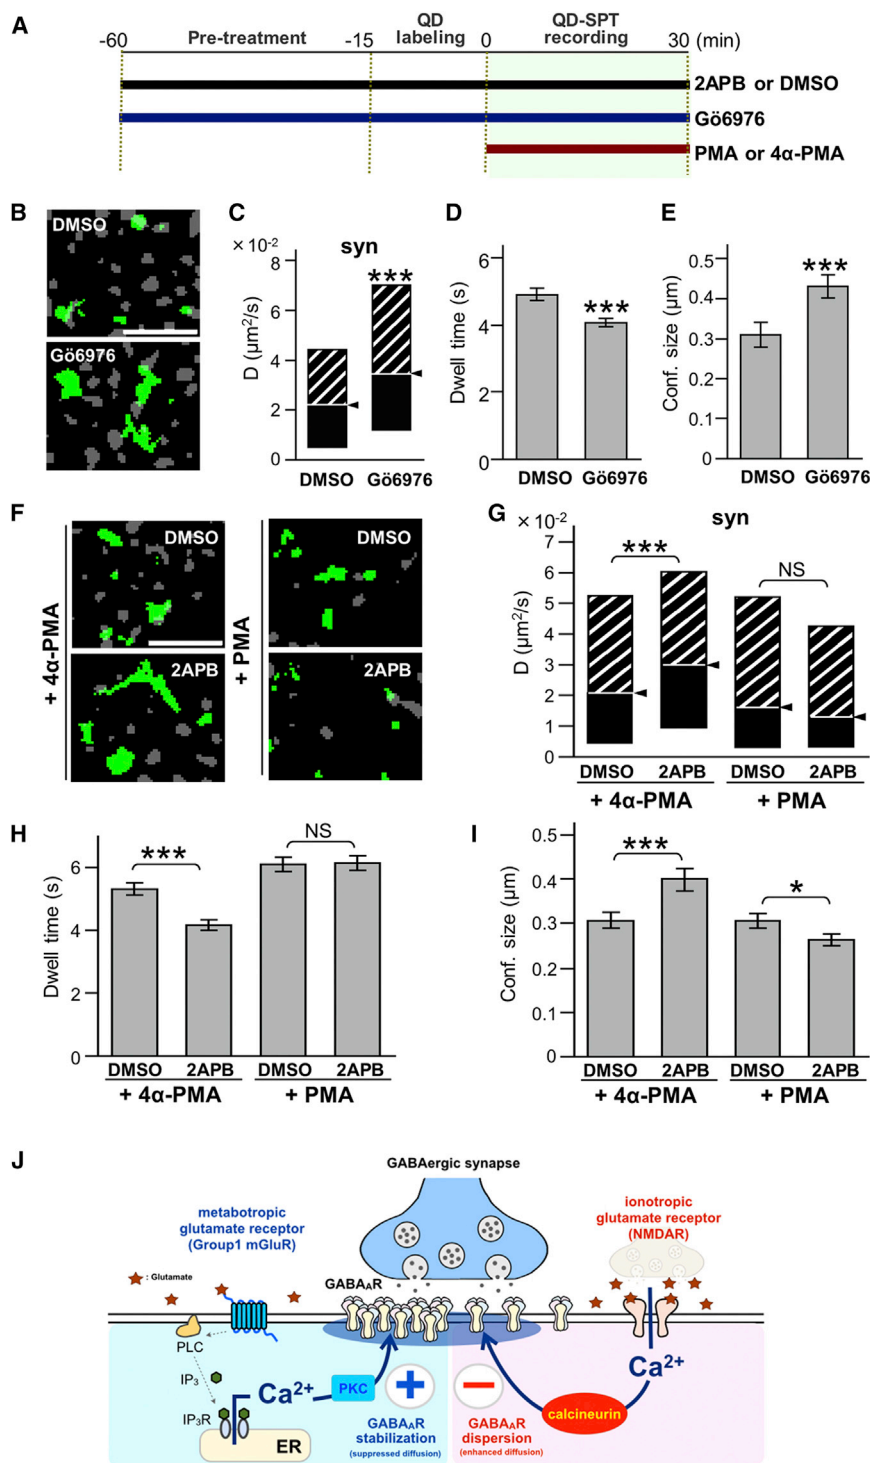 A
QD QD-SPT
-60 Pre-treatment -15 labeling 0 recording 30 (min)
2APB or DMSO
Gö6976
PMA or 4α-PMA
B
DMSO
Gö6976
C
× 10-2
syn
8
6
4
2
0
D (μm2/s)
***
DMSO Gö6976
D
6
4
2
0
Dwell time (s)
***
DMSO Gö6976
E
0.5
0.4
0.3
0.2
0.1
0
Conf. size (μm)
***
DMSO Gö6976
F
+ 4α-PMA
DMSO
2APB
+ PMA
DMSO
2APB
G
× 10-2
syn
7
6
5
4
3
2
1
0
D (μm2/s)
***
NS
DMSO 2APB DMSO 2APB
+ 4α-PMA + PMA
H
6
4
2
0
Dwell time (s)
***
NS
DMSO 2APB DMSO 2APB
+ 4α-PMA + PMA
I
0.5
0.4
0.3
0.2
0.1
0
Conf. size (μm)
***
*
DMSO 2APB DMSO 2APB
+ 4α-PMA + PMA
J
GABAergic synapse
metabotropic
glutamate receptor
(Group1 mGluR)
ionotropic
glutamate receptor
(NMDAR)
: Glutamate
GABAAR
PLC
IP3
IP3R
ER
Ca2+
PKC
+
GABAAR
stabilization
(suppressed diffusion)
−
GABAAR
dispersion
(enhanced diffusion)
calcineurin
Ca2+